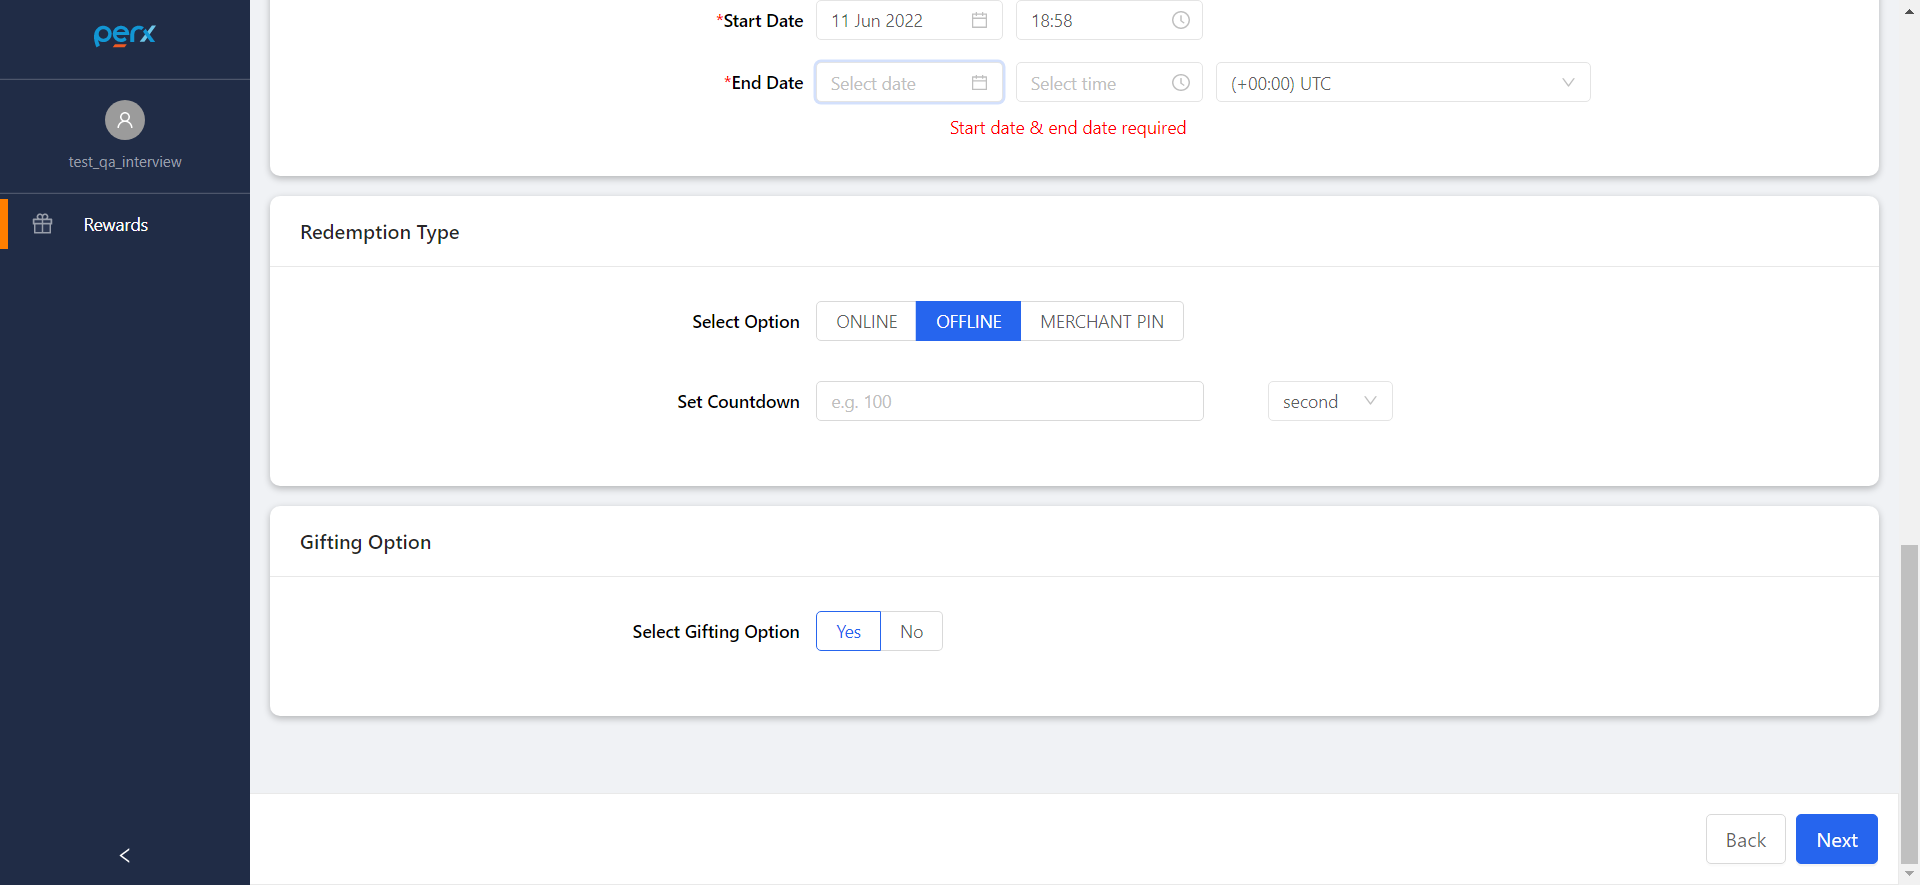 perx
test_qa_interview
Rewards
*Start Date 11 Jun 2022 18:58
*End Date Select date Select time (+00:00) UTC
Start date & end date required
Redemption Type
Select Option ONLINE OFFLINE MERCHANT PIN
Set Countdown e.g. 100 second
Gifting Option
Select Gifting Option Yes No
Back Next